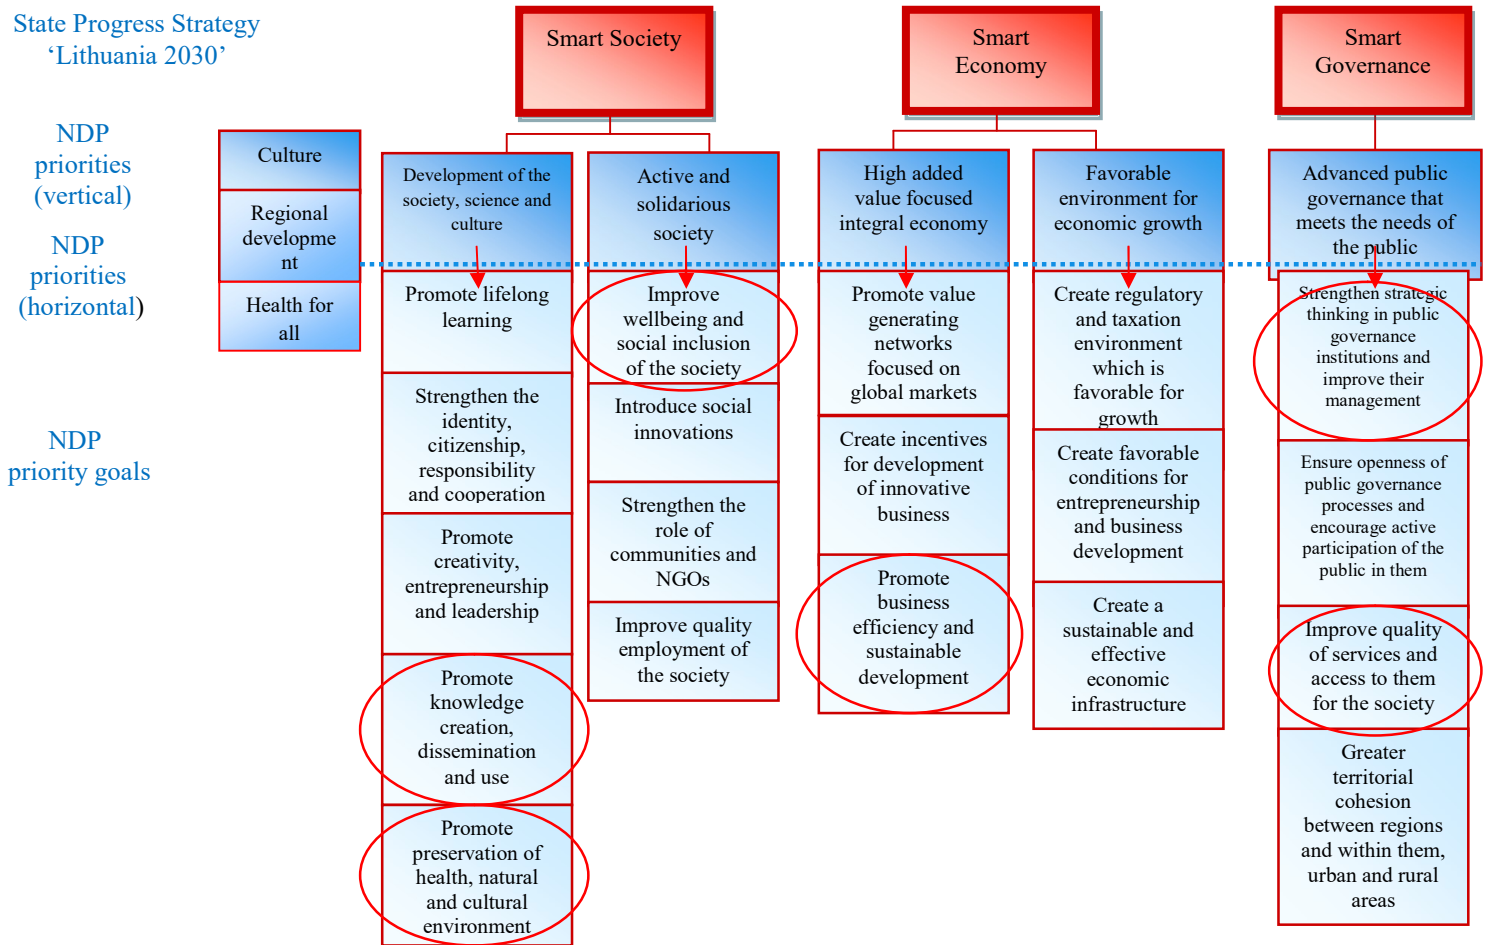 State Progress Strategy
‘Lithuania 2030’
Smart Society
Smart
Economy
Smart
Governance
NDP
priorities
(vertical)
NDP
priorities
(horizontal)
NDP
priority goals
Culture
Regional
developme
nt
Health for
all
Development of the
society, science and
culture
Promote lifelong
learning
Strengthen the
identity,
citizenship,
responsibility
and cooperation
Promote
creativity,
entrepreneurship
and leadership
Promote
knowledge
creation,
dissemination
and use
Promote
preservation of
health, natural
and cultural
environment
Active and
solidarious
society
Improve
wellbeing and
social inclusion
of the society
Introduce social
innovations
Strengthen the
role of
communities and
NGOs
Improve quality
employment of
the society
High added
value focused
integral economy
Promote value
generating
networks
focused on
global markets
Create incentives
for development
of innovative
business
Promote
business
efficiency and
sustainable
development
Favorable
environment for
economic growth
Create regulatory
and taxation
environment
which is
favorable for
growth
Create favorable
conditions for
entrepreneurship
and business
development
Create a
sustainable and
effective
economic
infrastructure
Advanced public
governance that
meets the needs of
the public
Strengthen strategic
thinking in public
governance
institutions and
improve their
management
Ensure openness of
public governance
processes and
encourage active
participation of the
public in them
Improve quality
of services and
access to them
for the society
Greater
territorial
cohesion
between regions
and within them,
urban and rural
areas